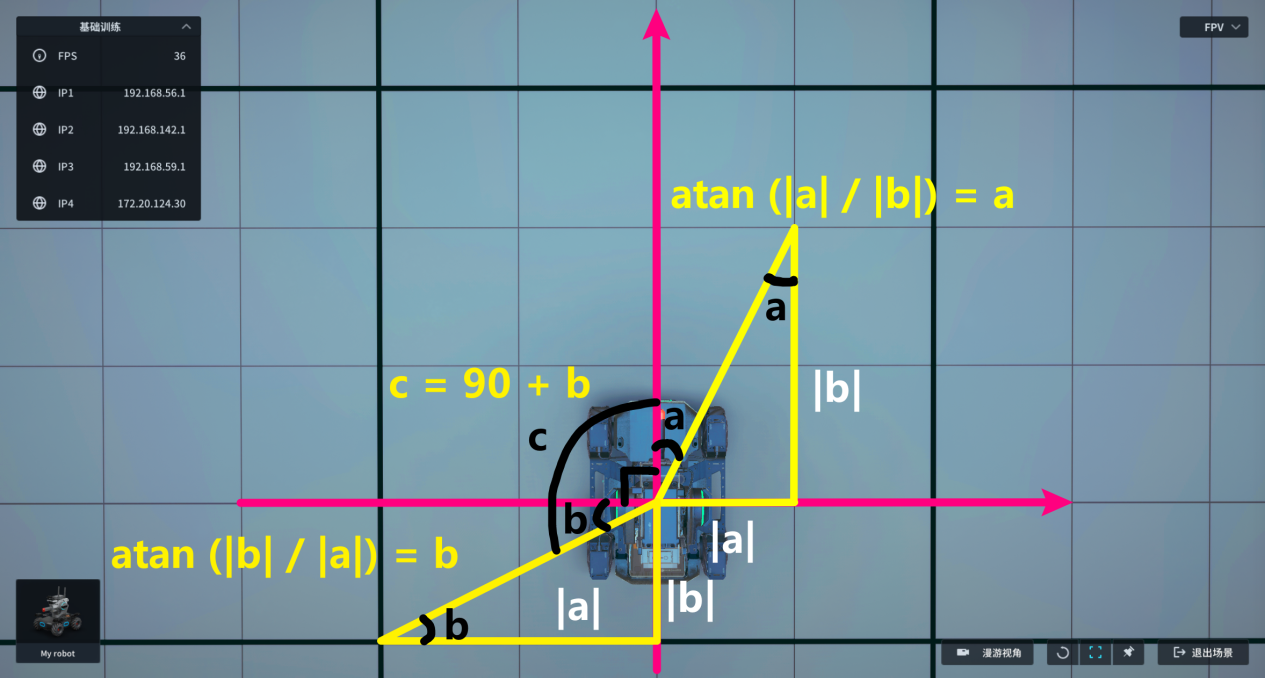 基础训练
FPS 36
IP1 192.168.56.1
IP2 192.168.142.1
IP3 192.168.59.1
IP4 172.20.124.30
FPV
atan (|a| / |b|) = a
a
|b|
c = 90 + b
a
c
b
|a|
atan (|b| / |a|) = b
|a|
|b|
b
My robot
漫游视角
退出场景